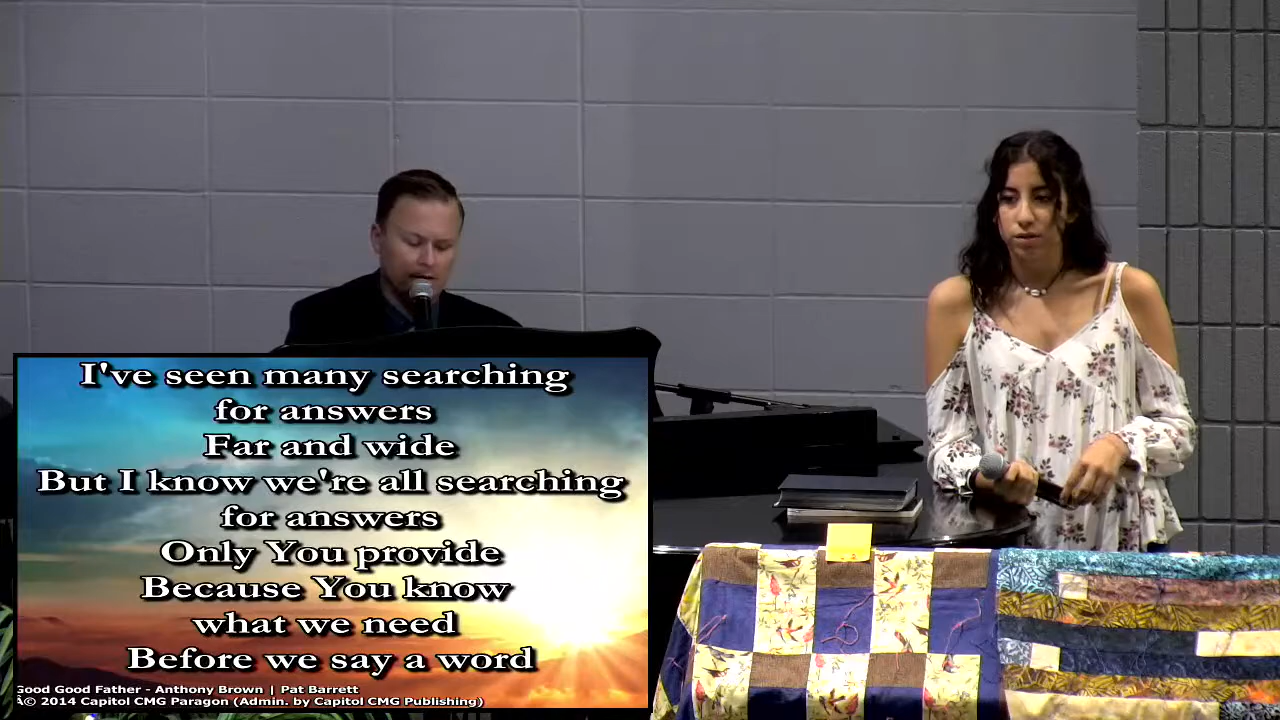 I've seen many searching
for answers
Far and wide
But I know we're all searching
for answers
Only You provide
Because You know
what we need
Before we say a word
Good Good Father - Anthony Brown | Pat Barrett
Â© 2014 Capitol CMG Paragon (Admin. by Capitol CMG Publishing)